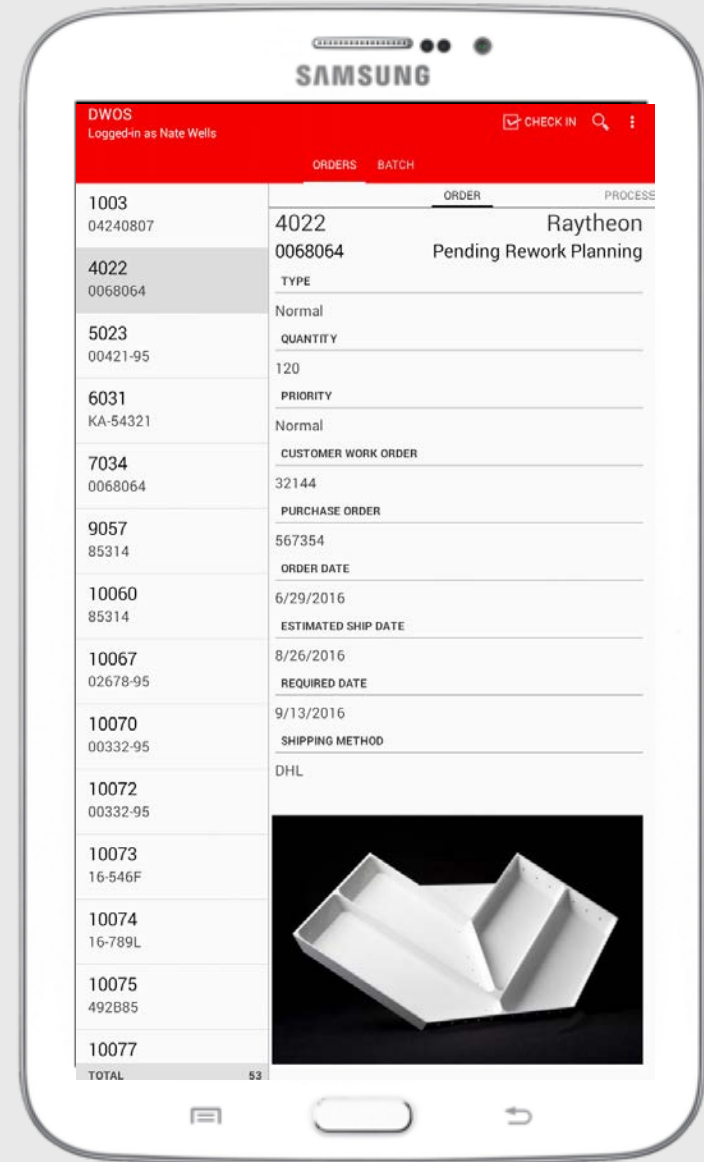 SAMSUNG
DWOS
Logged-in as Nate Wells
CHECK IN
ORDERS BATCH
1003
04240807
4022
0068064
5023
00421-95
6031
KA-54321
7034
0068064
9057
85314
10060
85314
10067
02678-95
10070
00332-95
10072
00332-95
10073
16-546F
10074
16-789L
10075
492B85
10077
TOTAL 53
ORDER PROCESS
4022 Raytheon
0068064 Pending Rework Planning
TYPE
Normal
QUANTITY
120
PRIORITY
Normal
CUSTOMER WORK ORDER
32144
PURCHASE ORDER
567354
ORDER DATE
6/29/2016
ESTIMATED SHIP DATE
8/26/2016
REQUIRED DATE
9/13/2016
SHIPPING METHOD
DHL